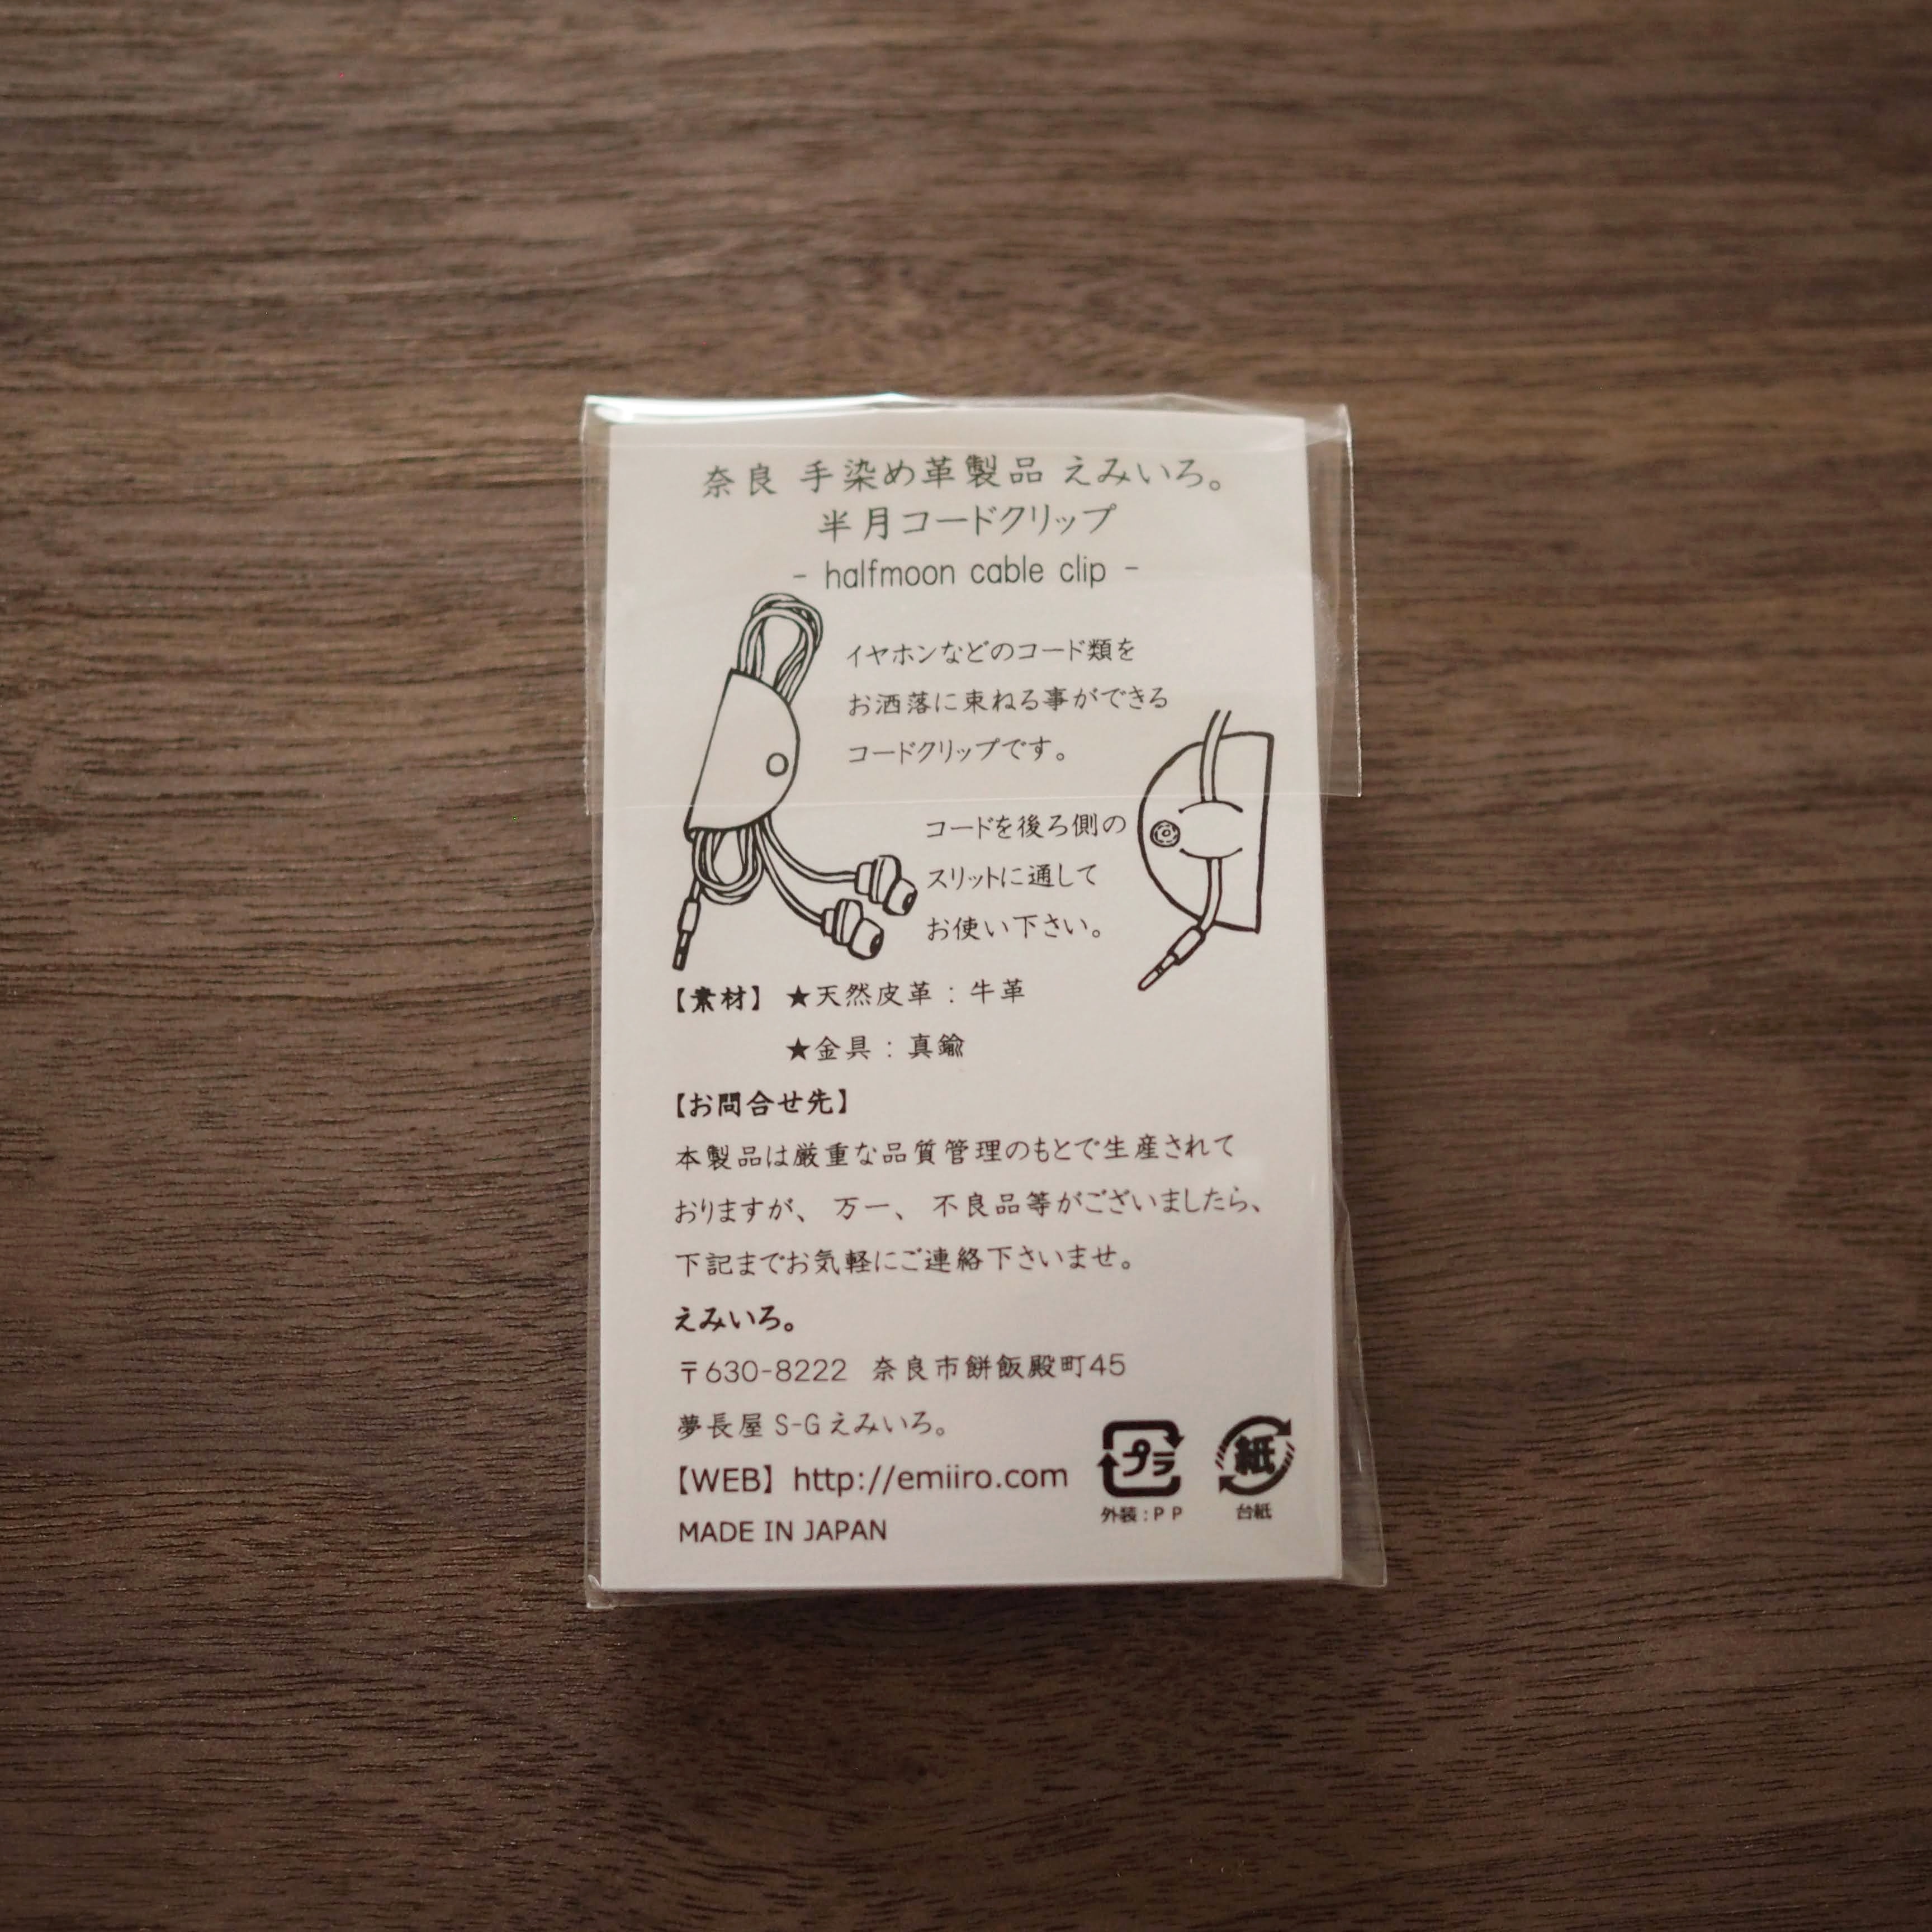 奈良 手染め革製品 えみいろ。
半月コードクリップ
- halfmoon cable clip -
イヤホンなどのコード類を
お洒落に束ねる事ができる
コードクリップです。
コードを後ろ側の
スリットに通して
お使い下さい。
【素材】 ★天然皮革:牛革
★金具:真鍮
【お問合せ先】
本製品は厳重な品質管理のもとで生産されて
おりますが、万一、不良品等がございましたら、
下記までお気軽にご連絡下さいませ。
えみいろ。
〒630-8222 奈良市餅飯殿町45
夢長屋 S-Gえみいろ。
【WEB】http://emiiro.com
MADE IN JAPAN
プラ
外装:PP
紙
台紙